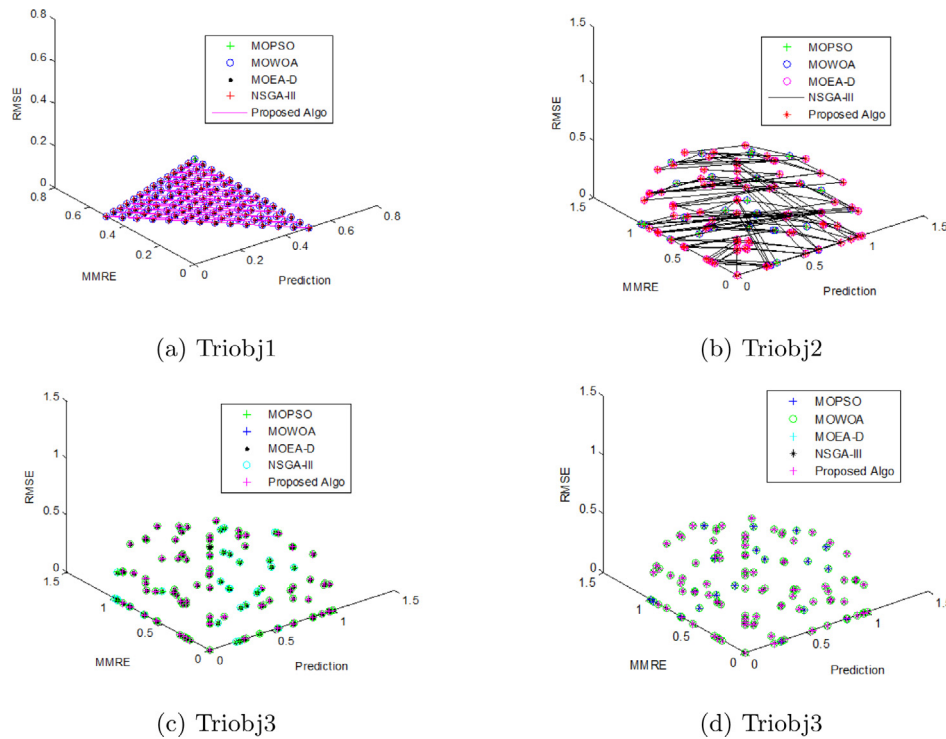 0.8
0.6
0.4
0.2
0
RMSE
MOPSO
MOWOA
MOEA-D
NSGA-III
Proposed Algo
0.8
0.6
0.4
0.2
0
MMRE
0
0.2
0.4
0.6
0.8
Prediction
(a) Triobj1
1.5
1
0.5
0
RMSE
MOPSO
MOWOA
MOEA-D
NSGA-III
Proposed Algo
1.5
1
0.5
0
MMRE
0
0.5
1
1.5
Prediction
(b) Triobj2
1.5
1
0.5
0
RMSE
MOPSO
MOWOA
MOEA-D
NSGA-III
Proposed Algo
1.5
1
0.5
0
MMRE
0
0.5
1
1.5
Prediction
(c) Triobj3
1.5
1
0.5
0
RMSE
MOPSO
MOWOA
MOEA-D
NSGA-III
Proposed Algo
1.5
1
0.5
0
MMRE
0
0.5
1
1.5
Prediction
(d) Triobj3